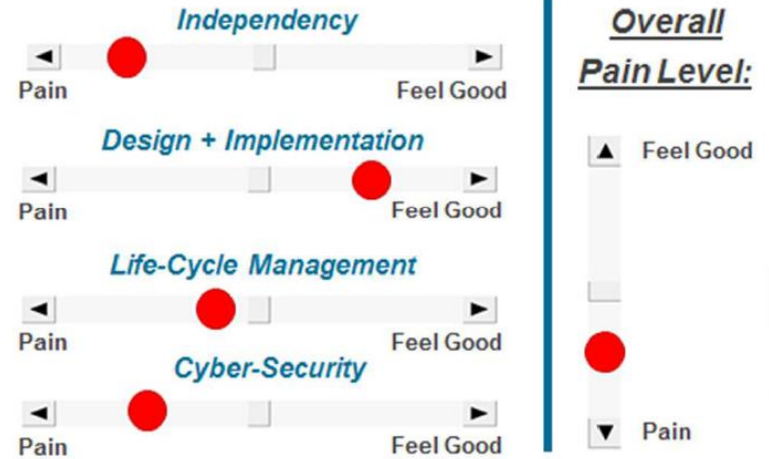 Independency
Pain Feel Good
Design + Implementation
Pain Feel Good
Life-Cycle Management
Pain Feel Good
Cyber-Security
Pain Feel Good
Overall
Pain Level:
Feel Good
Pain